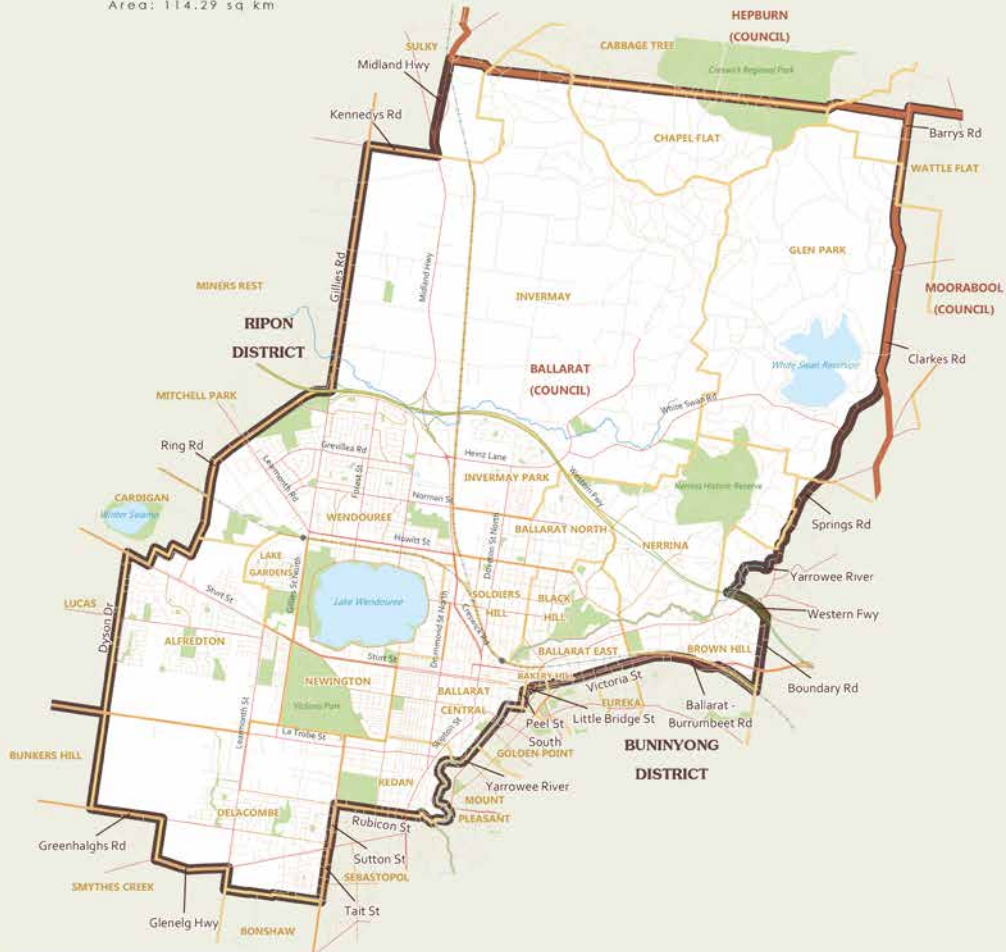 Area: 114.29 sq km
HEPBURN
(COUNCIL)
SULKY
CABBAGE TREE
Midland Hwy
Creswick Regional Park
Kennedys Rd
CHAPEL FLAT
Barrys Rd
WATTLE FLAT
GLEN PARK
Gillies Rd
Midland Hwy
MINERS REST
INVERMAY
MOORABOOL
(COUNCIL)
RIPON
DISTRICT
BALLARAT
(COUNCIL)
White Swan Reservoir
Clarkes Rd
MITCHELL PARK
White Swan Rd
Ring Rd
Grevillea Rd
Heinz Lane
Learmonth Rd
Forest St
INVERMAY PARK
Western Fwy
Nerrina Historic Reserve
CARDIGAN
Winter Swamp
Norman St
WENDOUREE
BALLARAT NORTH
Springs Rd
Howitt St
Doveton St North
NERRINA
LAKE
GARDENS
Gillies St North
Yarrowee River
Lake Wendouree
SOLDIERS
HILL
BLACK
HILL
LUCAS
Sturt St
Dyson Dr
Drummond St North
Creswick Rd
Western Fwy
ALFREDTON
Sturt St
BALLARAT EAST
BROWN HILL
NEWINGTON
BAKERY HILL
Victoria St
Boundary Rd
Victoria Park
BALLARAT
CENTRAL
EUREKA
Ballarat -
Burrumbeet Rd
Learmonth St
Little Bridge St
Peel St
South
Skipton St
La Trobe St
BUNINYONG
DISTRICT
GOLDEN POINT
BUNKERS HILL
REDAN
Yarrowee River
MOUNT
PLEASANT
DELACOMBE
Rubicon St
Greenhalghs Rd
Sutton St
SEBASTOPOL
SMYTHES CREEK
Tait St
Glenelg Hwy
BONSHAW